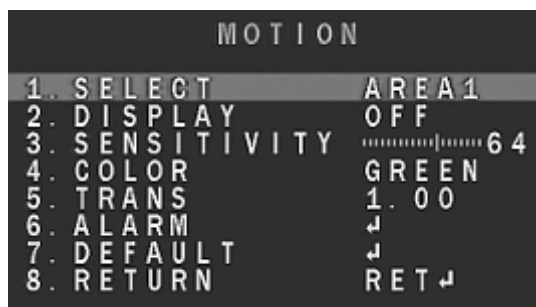 MOTION
1. SELECT AREA1
2. DISPLAY OFF
3. SENSITIVITY 64
4. COLOR GREEN
5. TRANS 1.00
6. ALARM ↲
7. DEFAULT ↲
8. RETURN RET↲